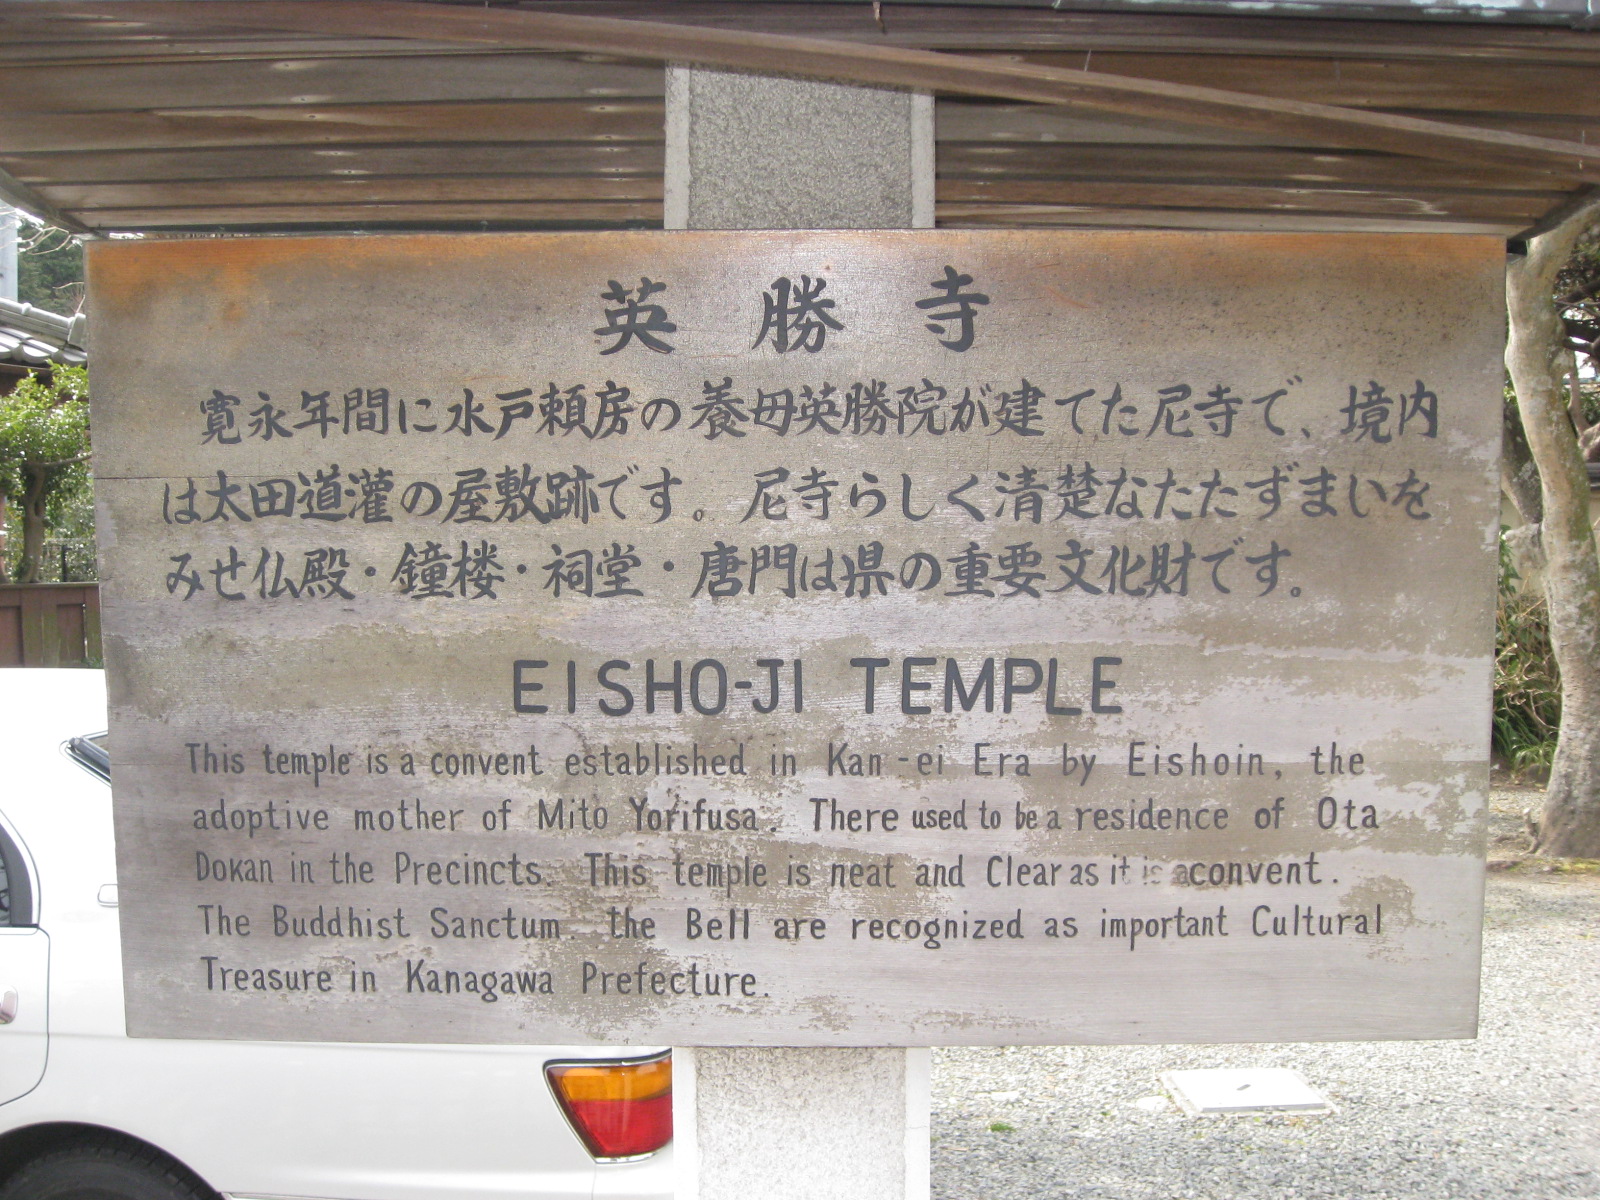 英勝寺
寛永年間に水戸頼房の養母英勝院が建てた尼寺で、境内
は太田道灌の屋敷跡です。尼寺らしく清楚なたたずまいを
みせ仏殿・鐘楼・祠堂・唐門は県の重要文化財です。
EISHO-JI TEMPLE
This temple is a convent established in Kan-ei Era by Eishoin, the
adoptive mother of Mito Yorifusa. There used to be a residence of Ota
Dokan in the Precincts. This temple is neat and Clear as it is a convent.
The Buddhist Sanctum. the Bell are recognized as important Cultural
Treasure in Kanagawa Prefecture.